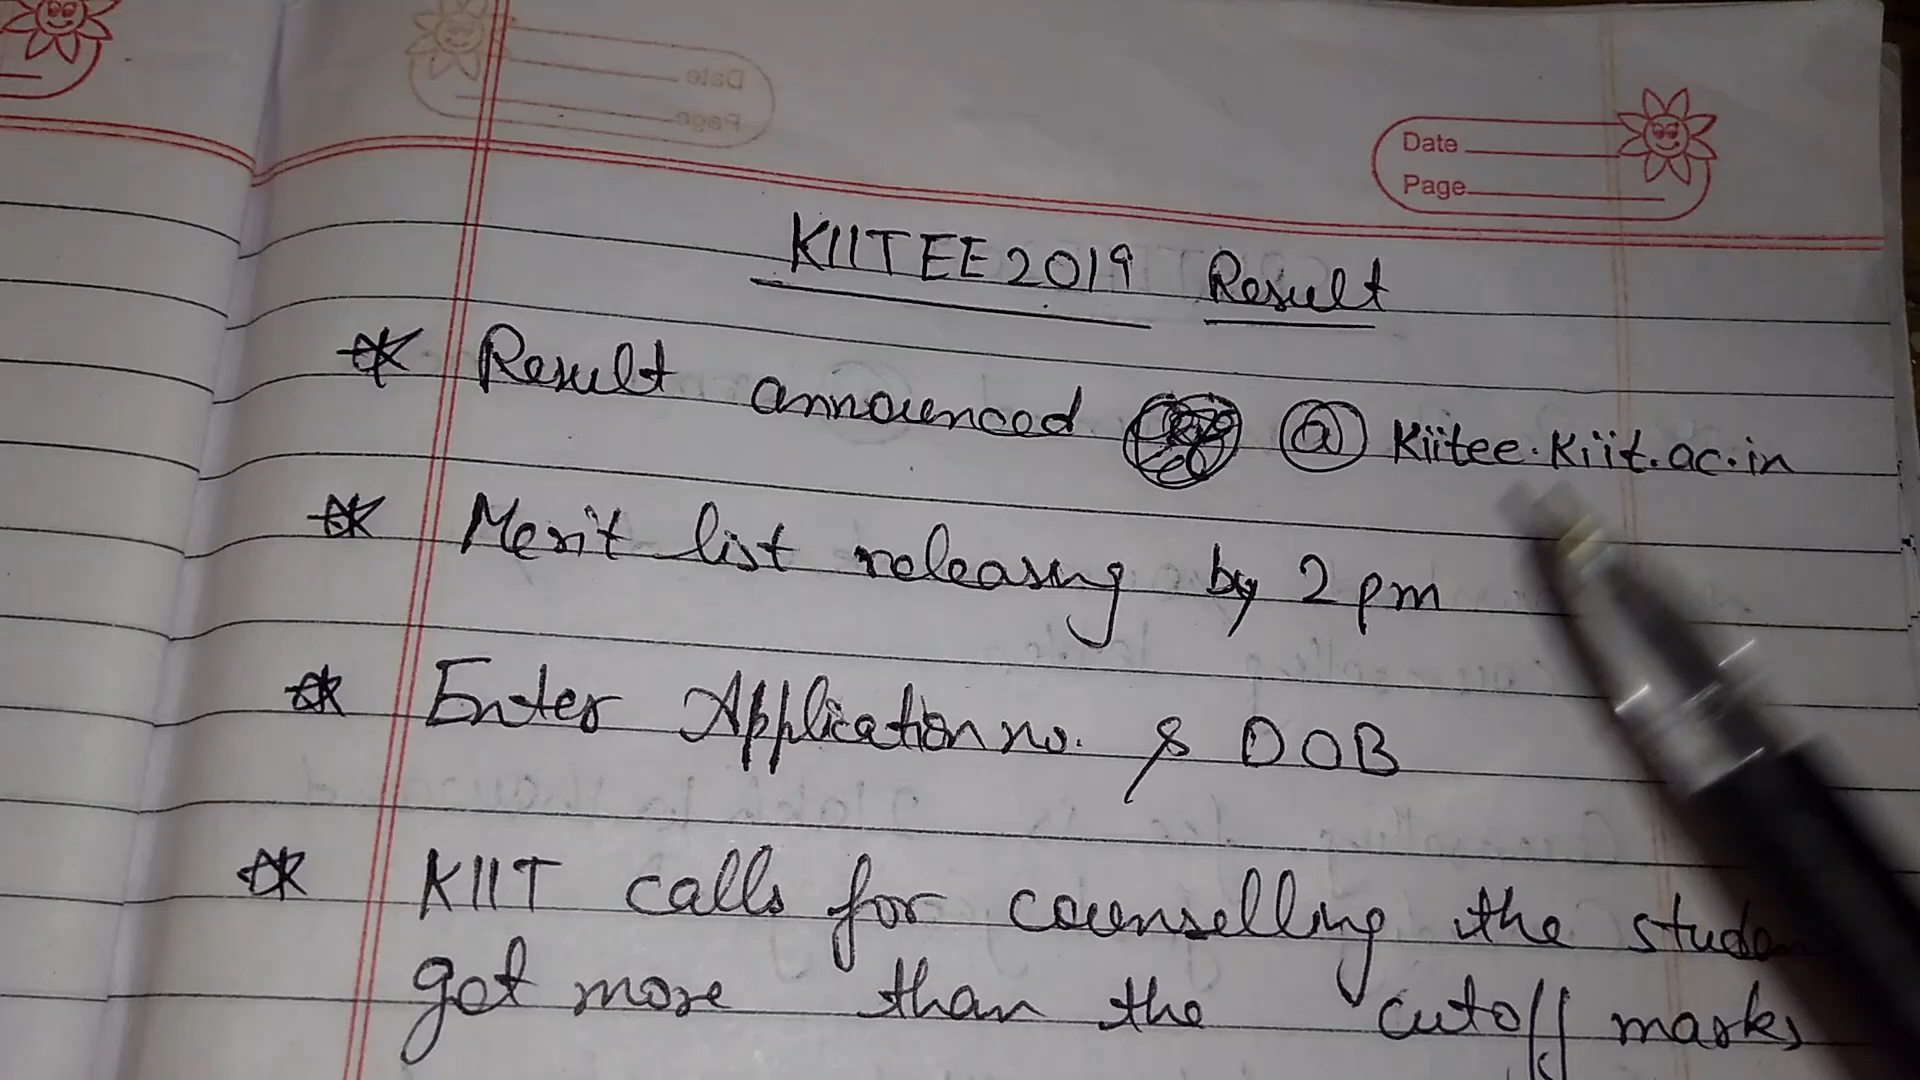 Date
Page
Date
Page
KIITEE 2019 Result
Result announced @ Kiitee.Kiit.ac.in
Merit list releasing by 2 pm
Enter Application no. & DOB
KIIT calls for counselling the
got more than the cutoff marks